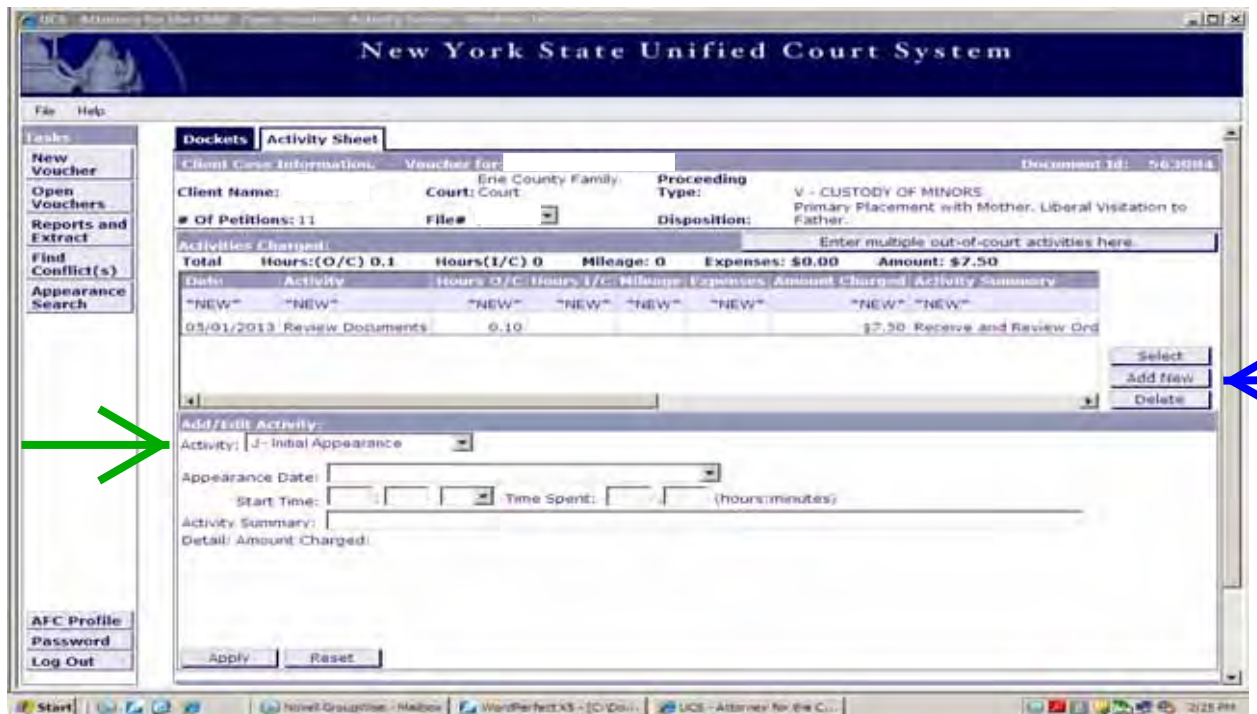 UCS - Attorney for the Child
New York State Unified Court System
File Help
Tasks
New Voucher
Open Vouchers
Reports and Extract
Find Conflict(s)
Appearance Search
AFC Profile
Password
Log Out
Dockets Activity Sheet
Client Case Information. Voucher for: Document Id:
Client Name: Court: Erie County Family Court Proceeding Type: V - CUSTODY OF MINORS
# Of Petitions: 11 File# Disposition: Primary Placement with Mother. Liberal Visitation to Father.
Activities Charged: Enter multiple out-of-court activities here.
Total Hours:(O/C) 0.1 Hours(I/C) 0 Mileage: 0 Expenses: $0.00 Amount: $7.50
Date Activity Hours O/C Hours I/C Mileage Expenses Amount Charged Activity Summary
*NEW* *NEW* *NEW* *NEW* *NEW* *NEW* *NEW* *NEW*
05/01/2013 Review Documents 0.10 $7.50 Receive and Review Ord
Select
Add New
Delete
Add/Edit Activity:
Activity: J- Initial Appearance
Appearance Date:
Start Time: : Time Spent: . (hours:minutes)
Activity Summary:
Detail: Amount Charged:
Apply Reset
Start Novell GroupWise - Mailbox WordPerfect X5 - [C:\Do... UCS - Attorney for the C... 2:25 PM